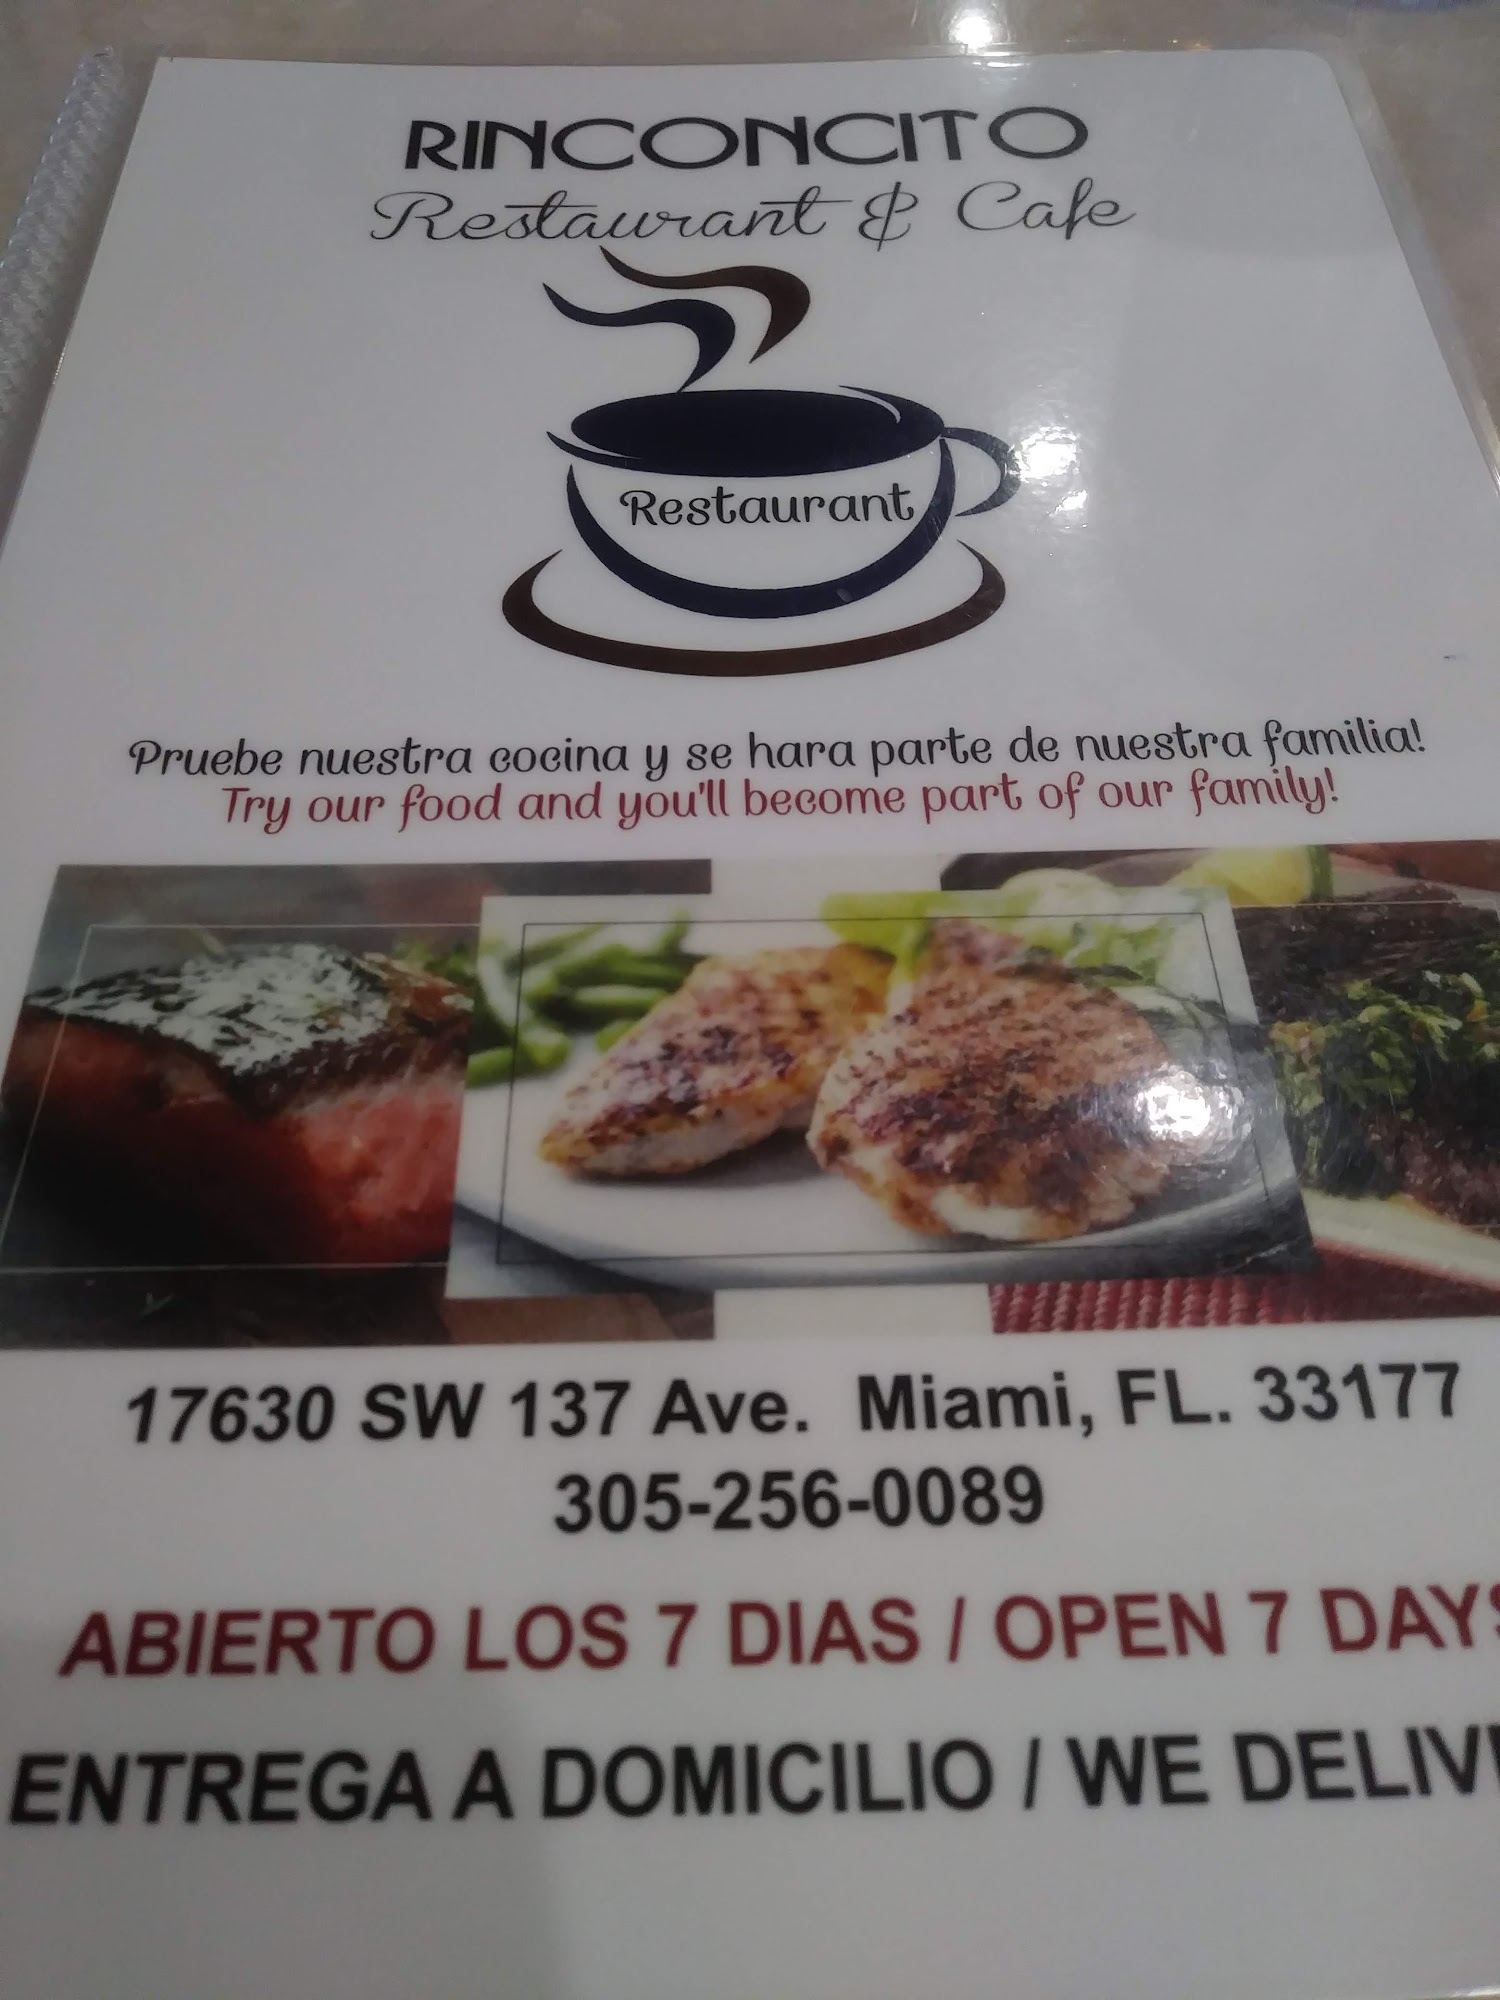 RINCONCITO
Restaurant & Cafe
Restaurant
Pruebe nuestra cocina y se hara parte de nuestra familia!
Try our food and you'll become part of our family!
17630 SW 137 Ave. Miami, FL. 33177
305-256-0089
ABIERTO LOS 7 DIAS / OPEN 7 DAYS
ENTREGA A DOMICILIO / WE DELIV